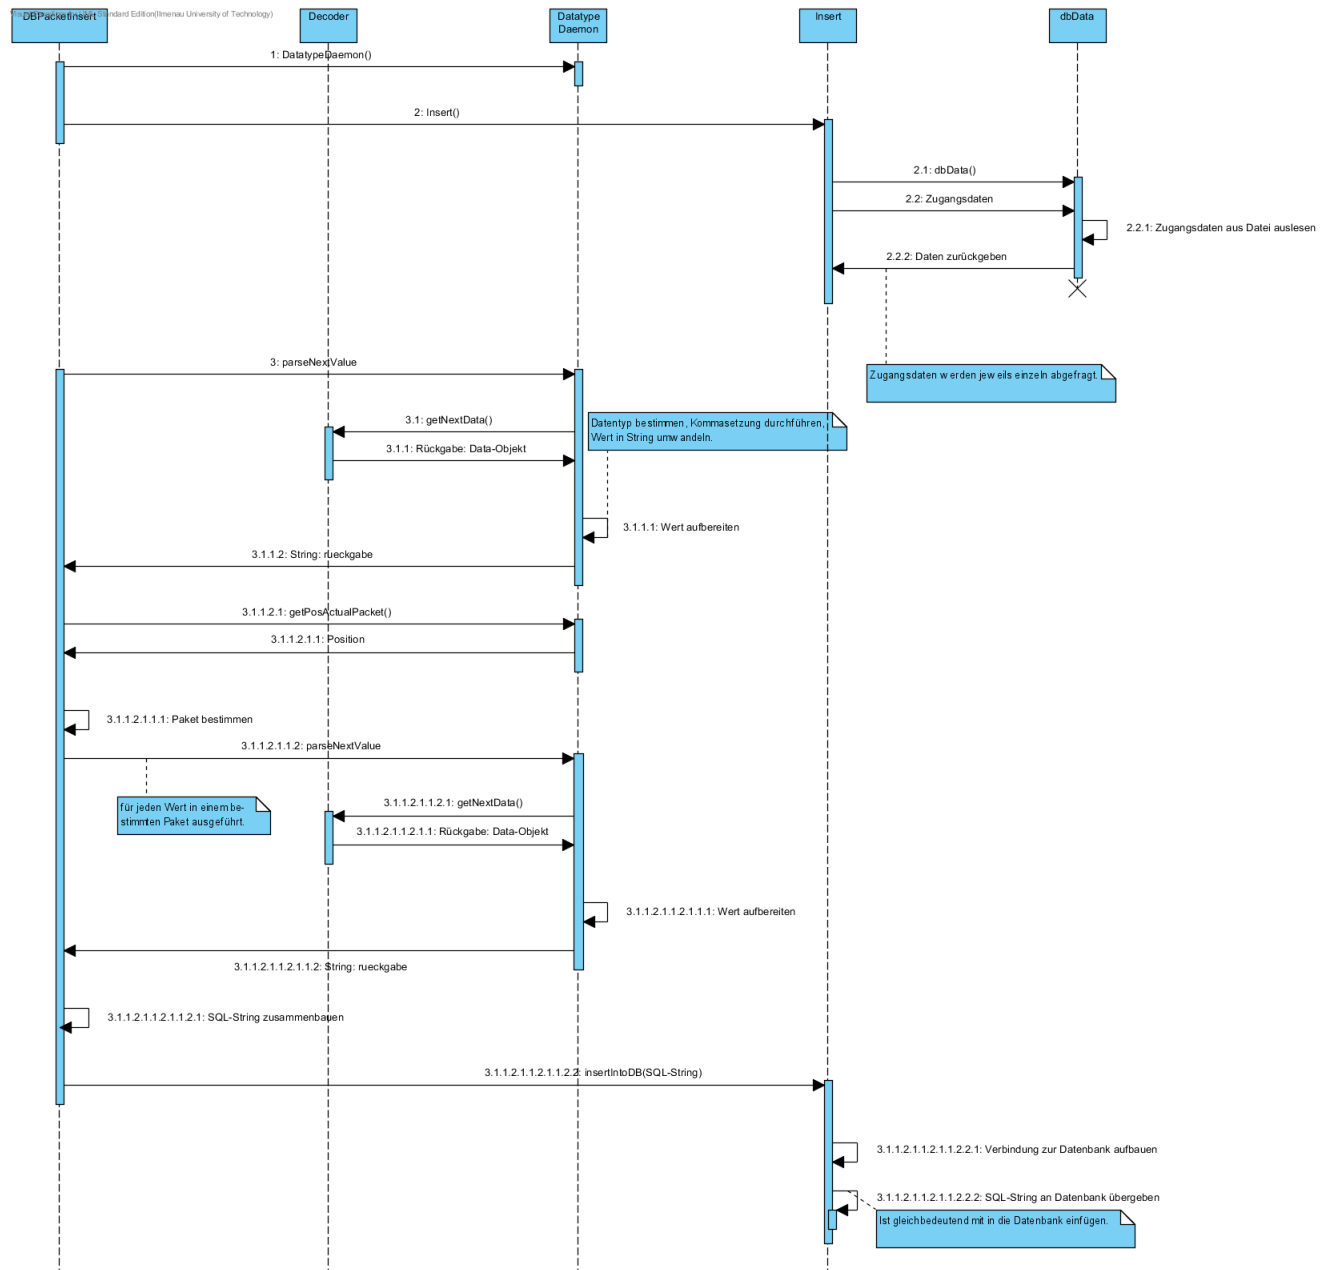 Standard Edition(Ilmenau University of Technology)
DBPacketInsert
Decoder
Datatype
Daemon
Insert
dbData
1: DatatypeDaemon()
2: Insert()
2.1: dbData()
2.2: Zugangsdaten
2.2.1: Zugangsdaten aus Datei auslesen
2.2.2: Daten zurückgeben
3: parseNextValue
Zugangsdaten werden jeweils einzeln abgefragt.
3.1: getNextData()
Datentyp bestimmen, Kommasetzung durchführen,
Wert in String umwandeln.
3.1.1: Rückgabe: Data-Objekt
3.1.1.1: Wert aufbereiten
3.1.1.2: String: rueckgabe
3.1.1.2.1: getPosActualPacket()
3.1.1.2.1.1: Position
3.1.1.2.1.1.1: Paket bestimmen
3.1.1.2.1.1.2: parseNextValue
für jeden Wert in einem be-
stimmten Paket ausgeführt.
3.1.1.2.1.1.2.1: getNextData()
3.1.1.2.1.1.2.1.1: Rückgabe: Data-Objekt
3.1.1.2.1.1.2.1.1.1: Wert aufbereiten
3.1.1.2.1.1.2.1.1.2: String: rueckgabe
3.1.1.2.1.1.2.1.1.2.1: SQL-String zusammenbauen
3.1.1.2.1.1.2.1.1.2.2: insertIntoDB(SQL-String)
3.1.1.2.1.1.2.1.1.2.2.1: Verbindung zur Datenbank aufbauen
3.1.1.2.1.1.2.1.1.2.2.2: SQL-String an Datenbank übergeben
Ist gleichbedeutend mit in die Datenbank einfügen.